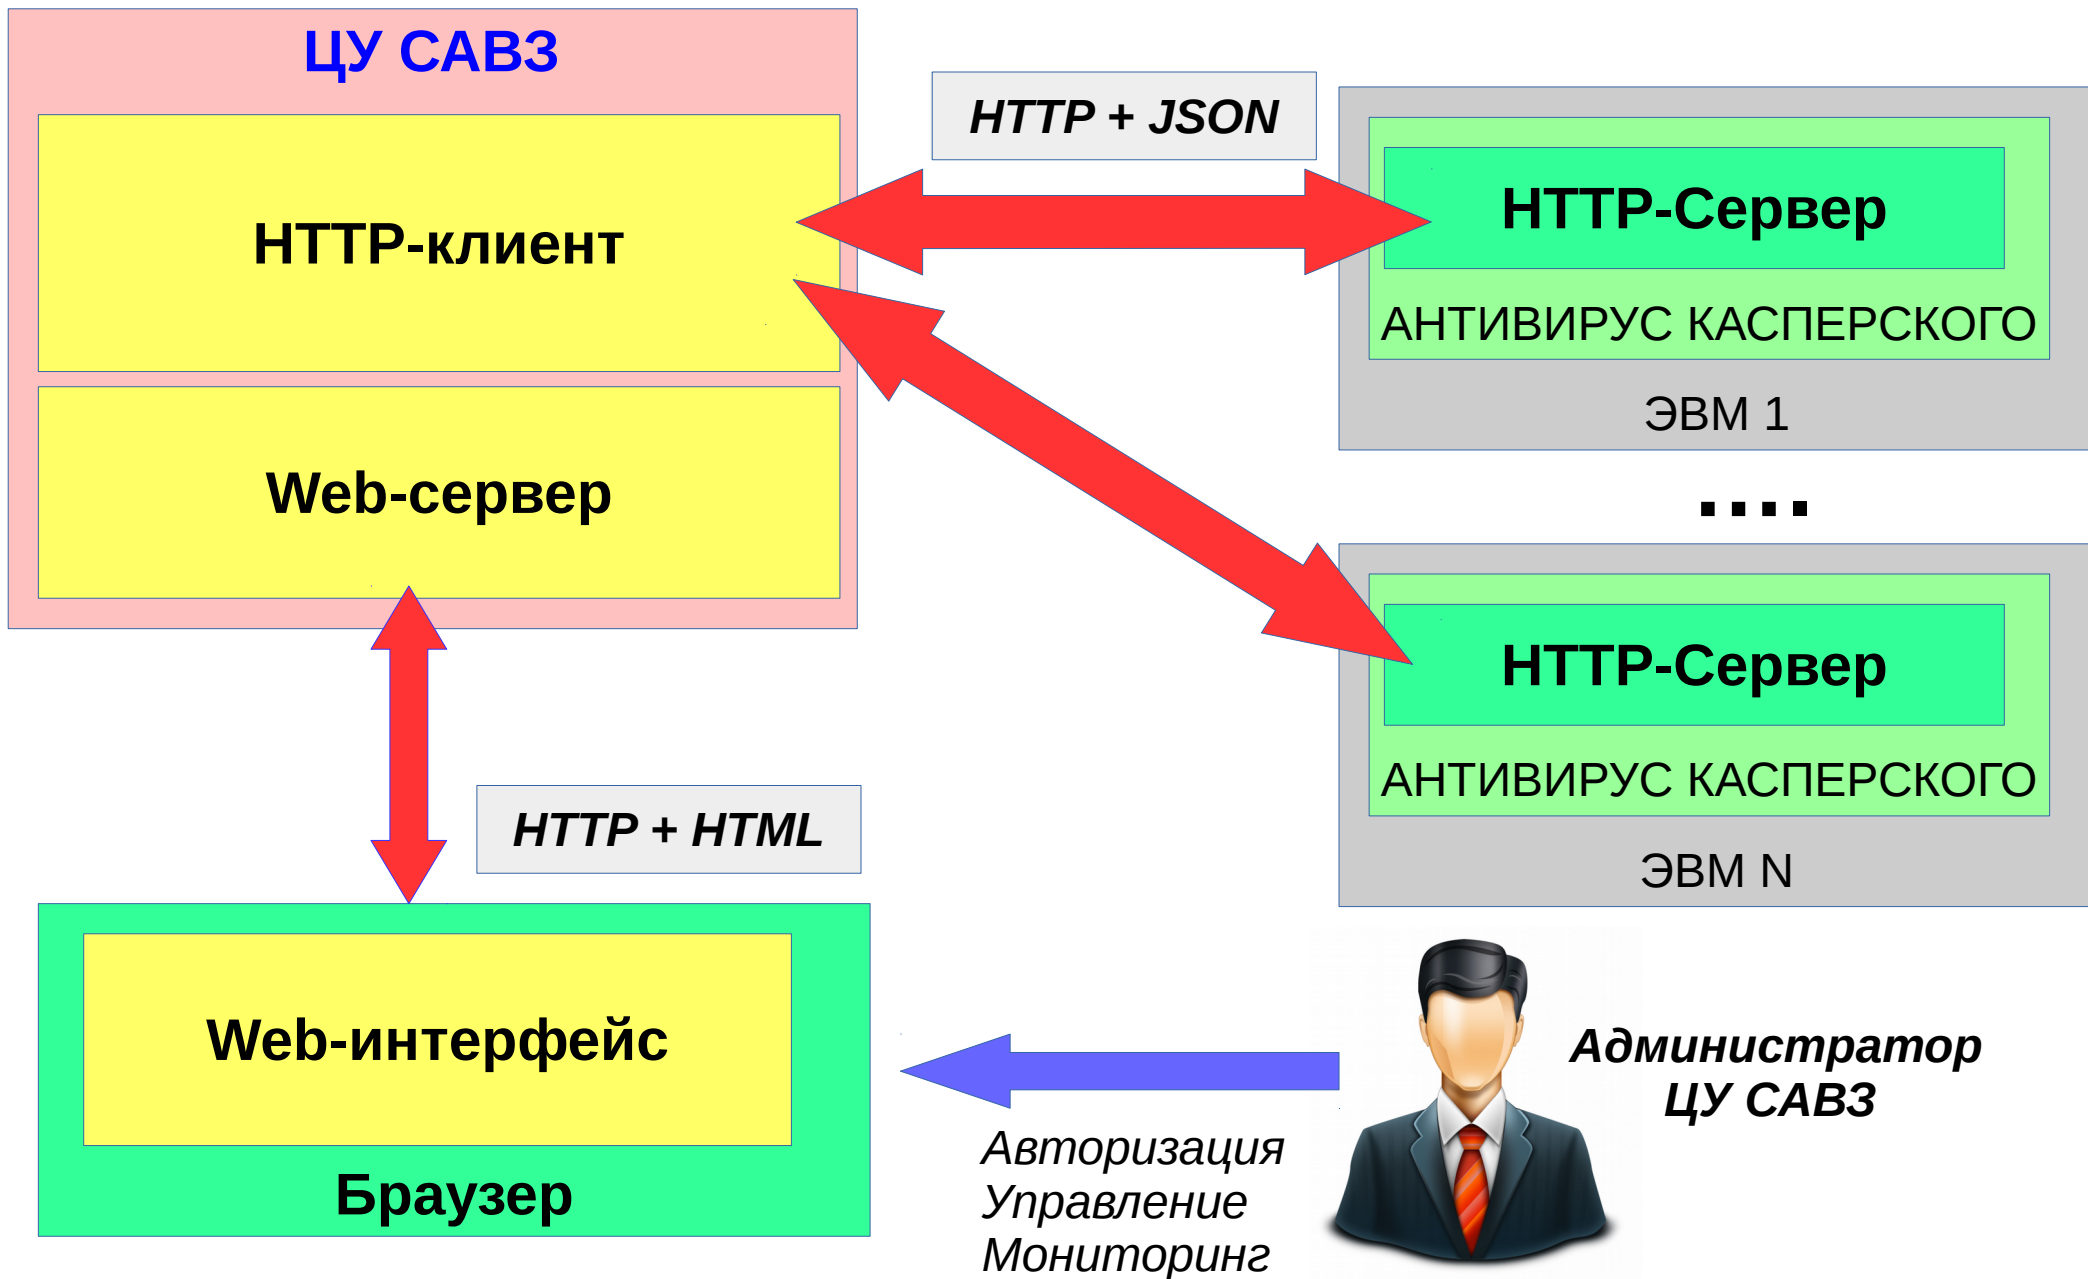 ЦУ САВЗ
HTTP-клиент
Web-сервер
HTTP + JSON
HTTP-Сервер
АНТИВИРУС КАСПЕРСКОГО
ЭВМ 1
....
HTTP-Сервер
АНТИВИРУС КАСПЕРСКОГО
ЭВМ N
HTTP + HTML
Web-интерфейс
Браузер
Авторизация
Управление
Мониторинг
Администратор
ЦУ САВЗ